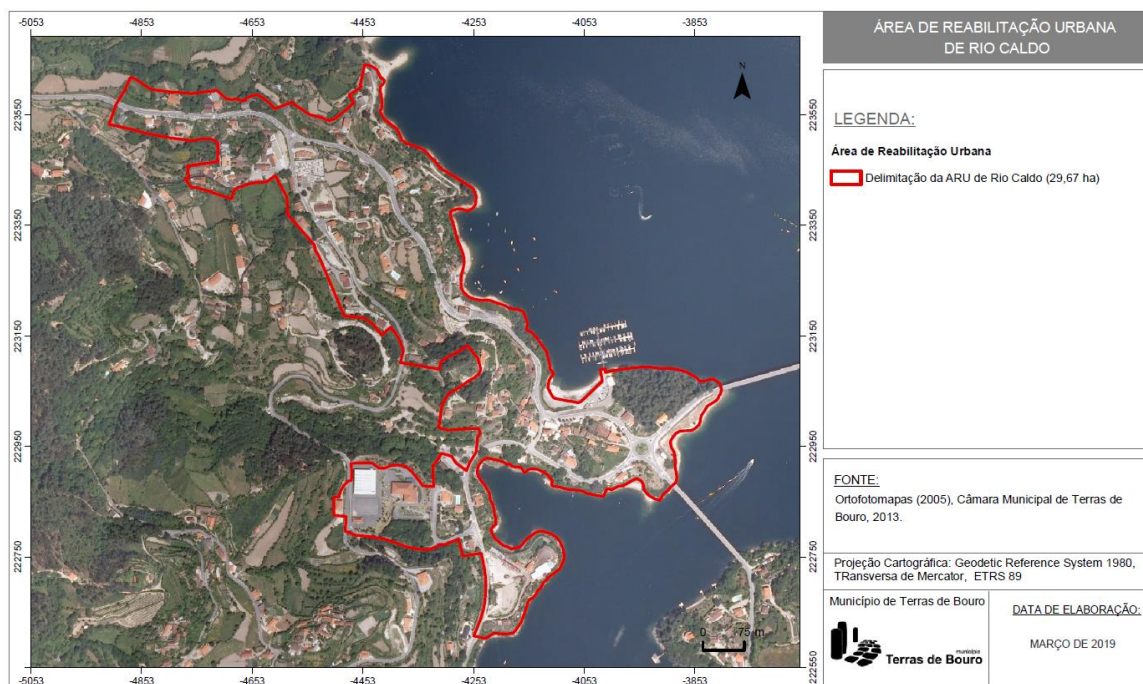 -5053 -4853 -4653 -4453 -4253 -4053 -3853
223550 223550
223350 223350
223150 223150
222950 222950
222750 222750
222550
N
0 75 m
-5053 -4853 -4653 -4453 -4253 -4053 -3853
ÁREA DE REABILITAÇÃO URBANA
DE RIO CALDO
LEGENDA:
Área de Reabilitação Urbana
Delimitação da ARU de Rio Caldo (29,67 ha)
FONTE:
Ortofotomapas (2005), Câmara Municipal de Terras de
Bouro, 2013.
Projeção Cartográfica: Geodetic Reference System 1980,
TRansversa de Mercator, ETRS 89
Município de Terras de Bouro
município
Terras de Bouro
DATA DE ELABORAÇÃO:
MARÇO DE 2019